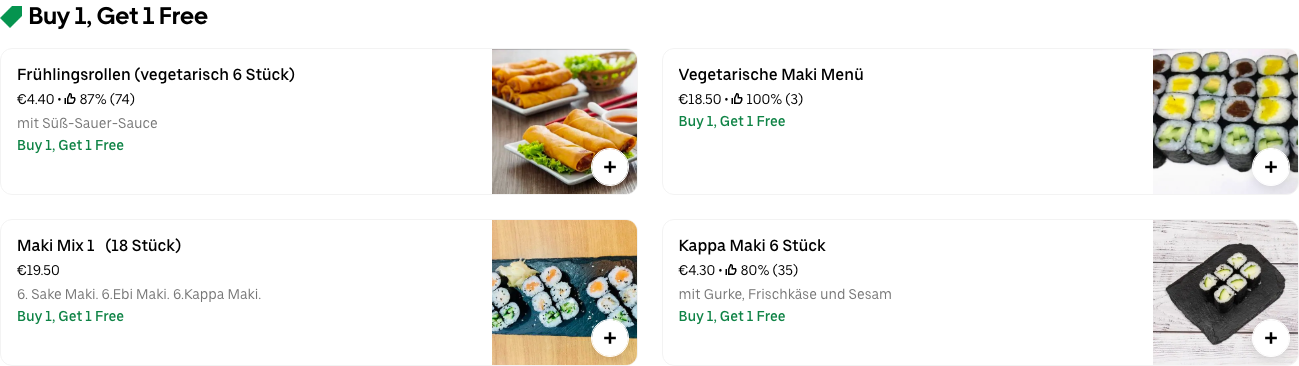 Buy 1, Get 1 Free
Frühlingsrollen (vegetarisch 6 Stück)
€4.40 • 87% (74)
mit Süß-Sauer-Sauce
Buy 1, Get 1 Free
Vegetarische Maki Menü
€18.50 • 100% (3)
Buy 1, Get 1 Free
Maki Mix 1 (18 Stück)
€19.50
6. Sake Maki. 6.Ebi Maki. 6.Kappa Maki.
Buy 1, Get 1 Free
Kappa Maki 6 Stück
€4.30 • 80% (35)
mit Gurke, Frischkäse und Sesam
Buy 1, Get 1 Free